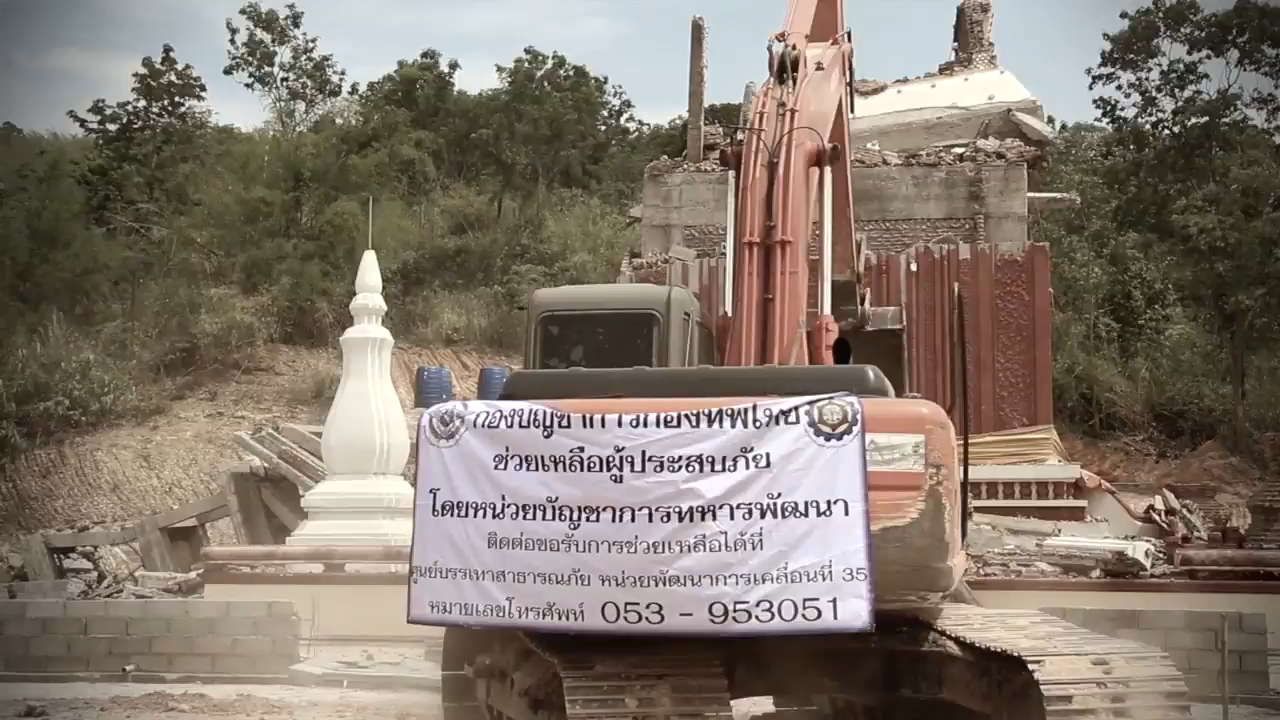 กองบัญชาการกองทัพไทย
ช่วยเหลือผู้ประสบภัย
โดยหน่วยบัญชาการทหารพัฒนา
ติดต่อขอรับการช่วยเหลือได้ที่
ศูนย์บรรเทาสาธารณภัย หน่วยพัฒนาการเคลื่อนที่ 35
หมายเลขโทรศัพท์ 053 - 953051